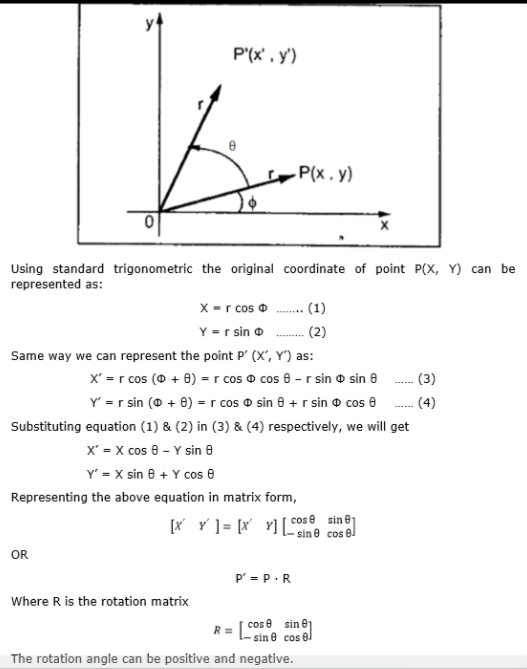 y
P'(x' , y')
r
θ
r
P(x . y)
ϕ
0
x
Using standard trigonometric the original coordinate of point P(X, Y) can be
represented as:
X = r cos Φ ........ (1)
Y = r sin Φ ......... (2)
Same way we can represent the point P' (X', Y') as:
X' = r cos (Φ + θ) = r cos Φ cos θ – r sin Φ sin θ ...... (3)
Y' = r sin (Φ + θ) = r cos Φ sin θ + r sin Φ cos θ ...... (4)
Substituting equation (1) & (2) in (3) & (4) respectively, we will get
X' = X cos θ – Y sin θ
Y' = X sin θ + Y cos θ
Representing the above equation in matrix form,
[X' Y' ] = [X' Y] [ cos θ sin θ ]
[ – sin θ cos θ ]
OR
P' = P · R
Where R is the rotation matrix
R = [ cos θ sin θ ]
[ – sin θ cos θ ]
The rotation angle can be positive and negative.